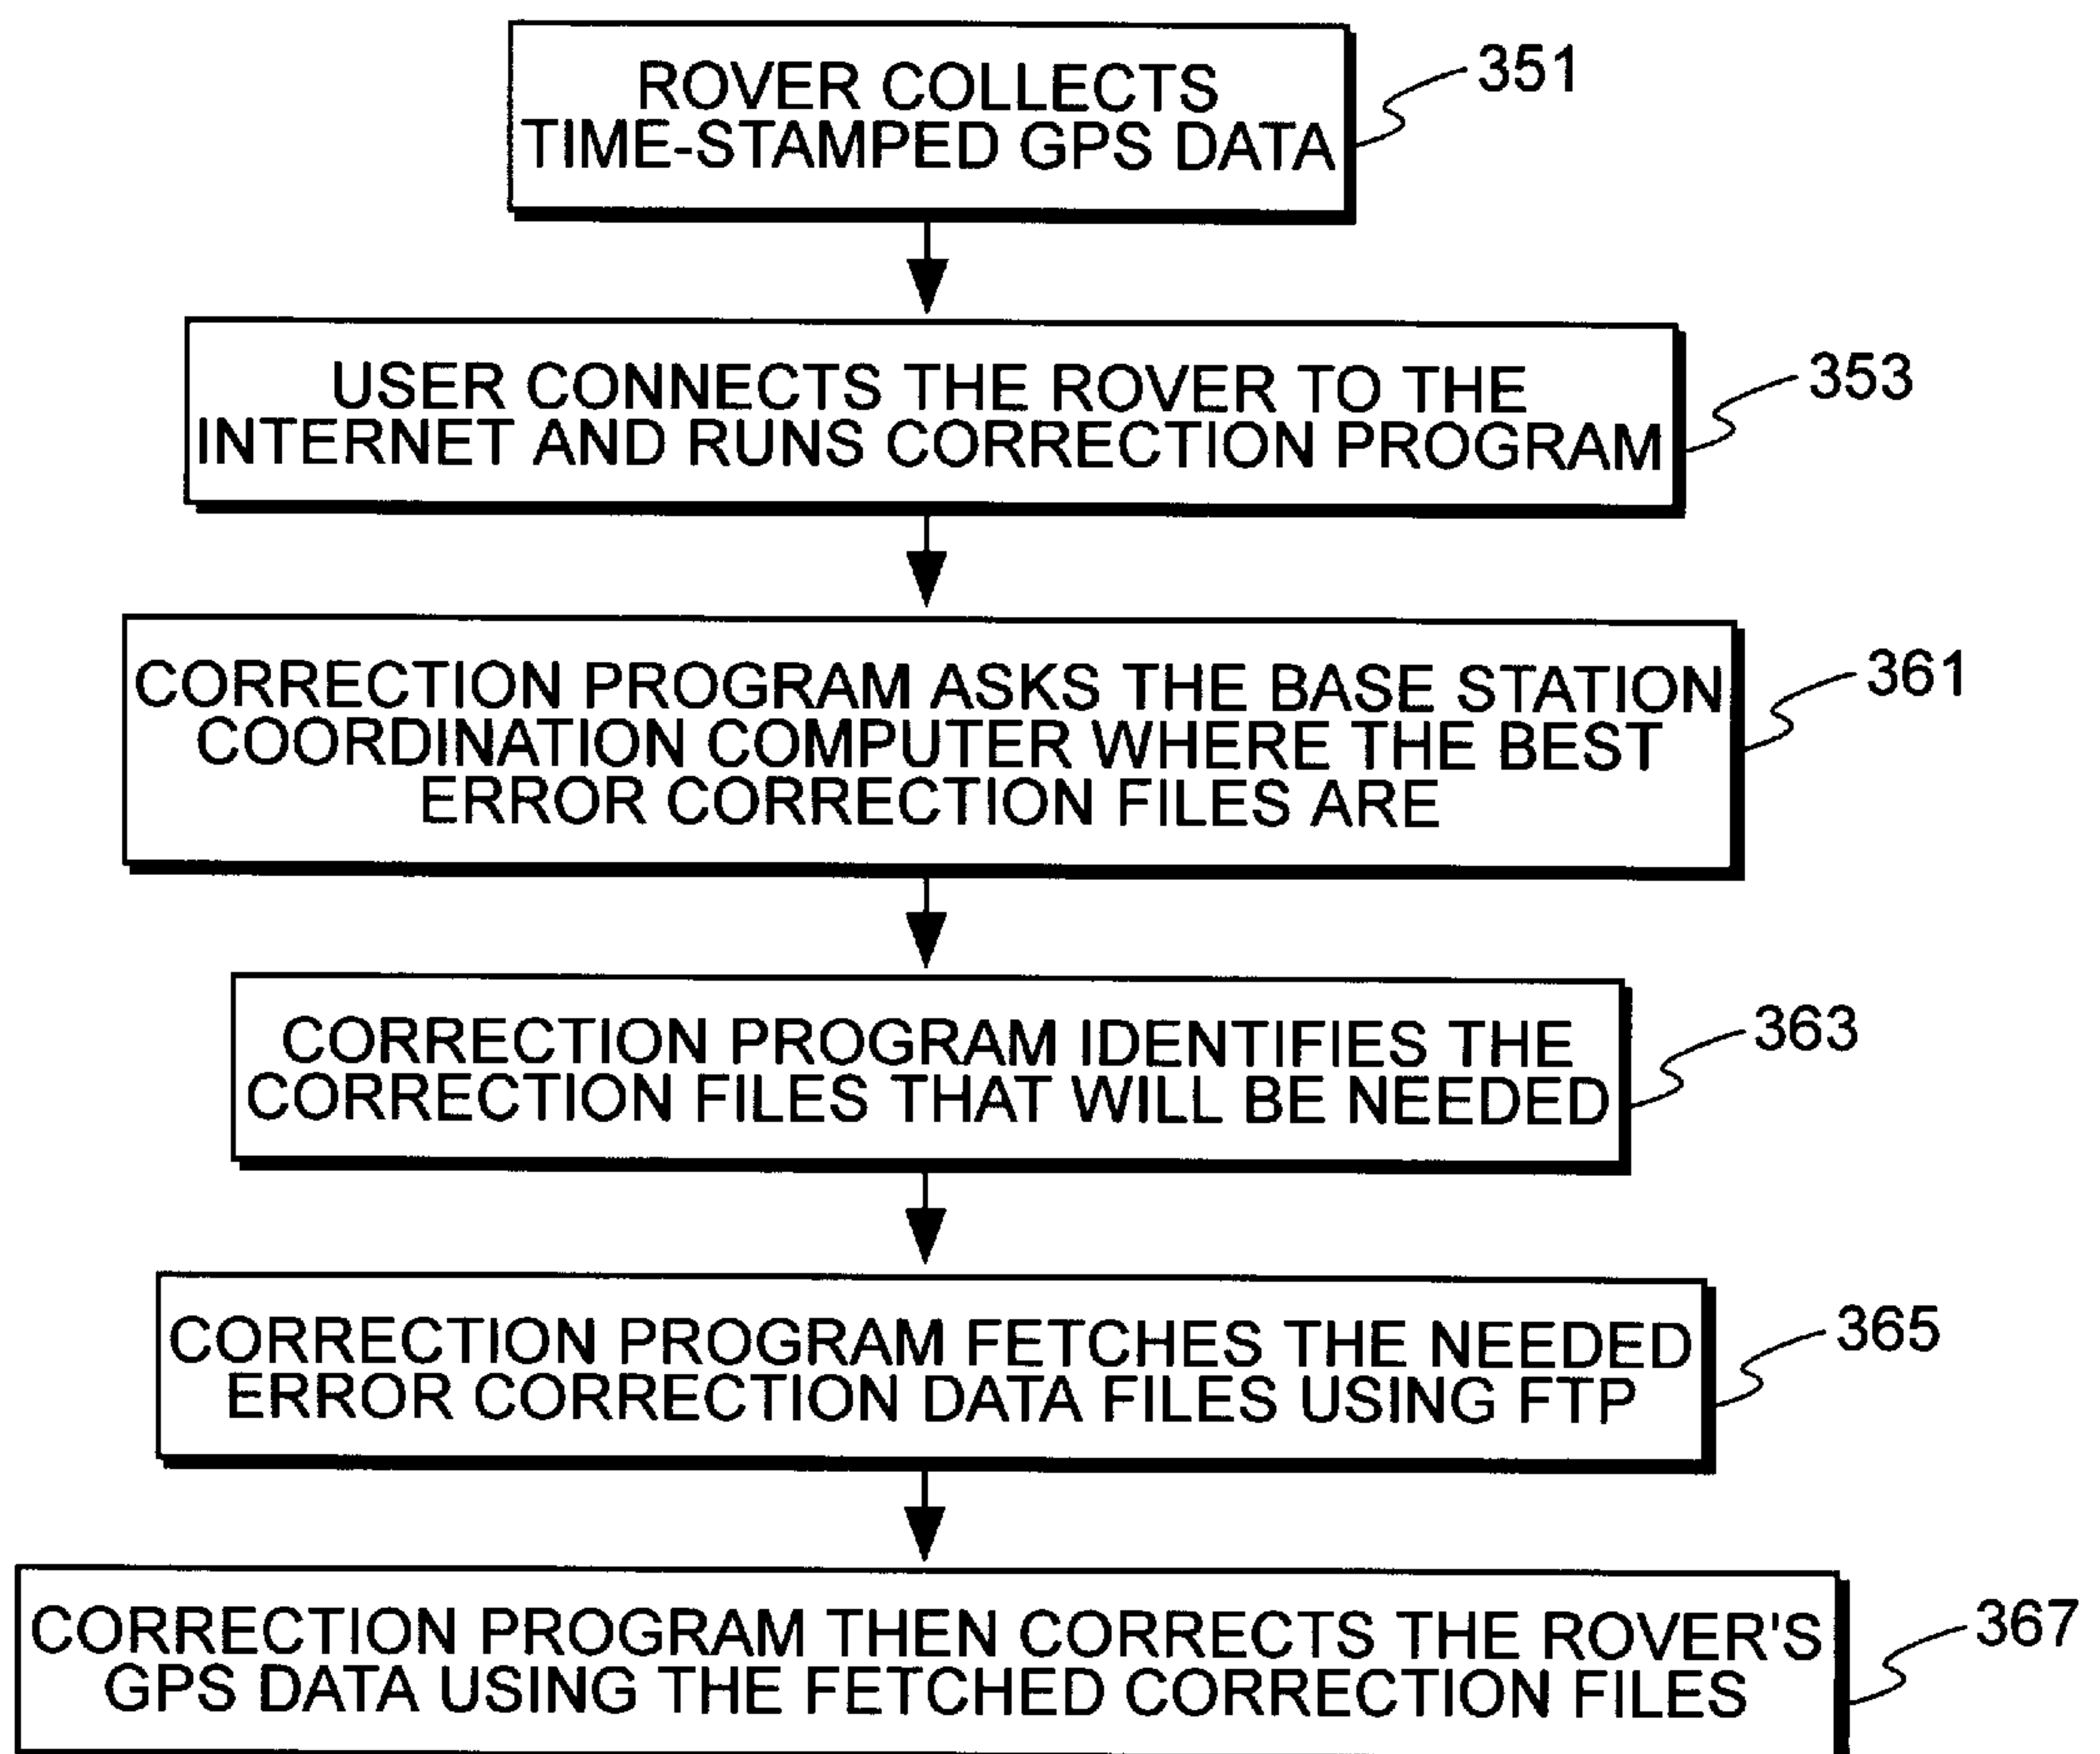 ROVER COLLECTS
TIME-STAMPED GPS DATA
351
USER CONNECTS THE ROVER TO THE
INTERNET AND RUNS CORRECTION PROGRAM
353
CORRECTION PROGRAM ASKS THE BASE STATION
COORDINATION COMPUTER WHERE THE BEST
ERROR CORRECTION FILES ARE
361
CORRECTION PROGRAM IDENTIFIES THE
CORRECTION FILES THAT WILL BE NEEDED
363
CORRECTION PROGRAM FETCHES THE NEEDED
ERROR CORRECTION DATA FILES USING FTP
365
CORRECTION PROGRAM THEN CORRECTS THE ROVER'S
GPS DATA USING THE FETCHED CORRECTION FILES
367